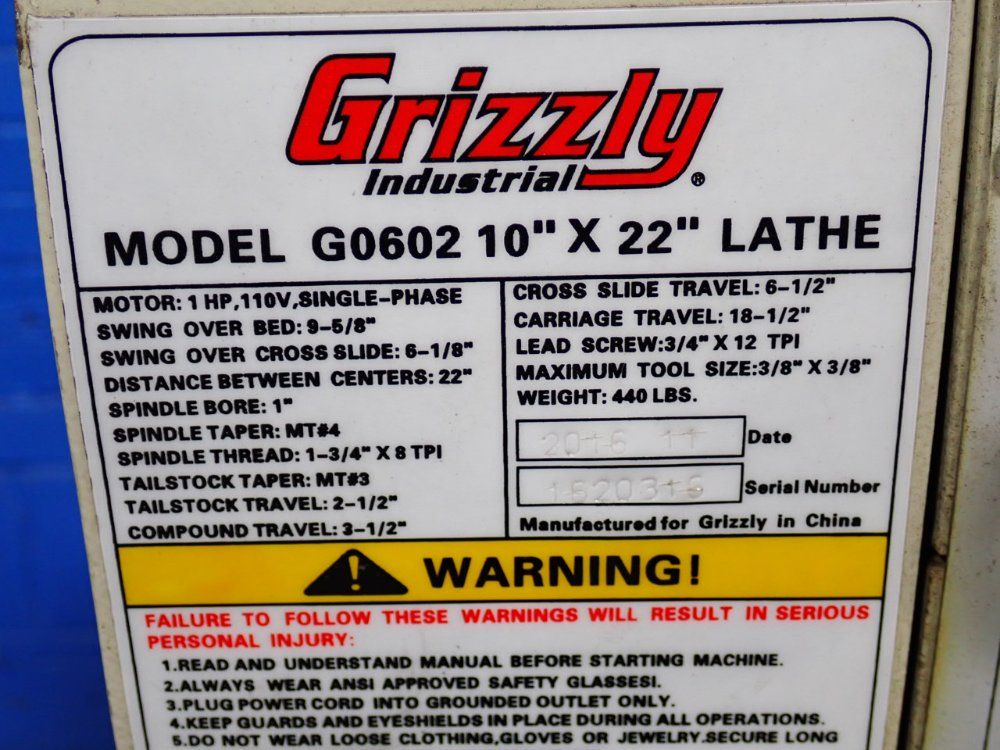 Grizzly
Industrial®
MODEL G0602 10" X 22" LATHE
MOTOR: 1 HP,110V,SINGLE-PHASE
SWING OVER BED: 9-5/8"
SWING OVER CROSS SLIDE: 6-1/8"
DISTANCE BETWEEN CENTERS: 22"
SPINDLE BORE: 1"
SPINDLE TAPER: MT#4
SPINDLE THREAD: 1-3/4" X 8 TPI
TAILSTOCK TAPER: MT#3
TAILSTOCK TRAVEL: 2-1/2"
COMPOUND TRAVEL: 3-1/2"
CROSS SLIDE TRAVEL: 6-1/2"
CARRIAGE TRAVEL: 18-1/2"
LEAD SCREW:3/4" X 12 TPI
MAXIMUM TOOL SIZE:3/8" X 3/8"
WEIGHT: 440 LBS.
2016 11 Date
Serial Number
Manufactured for Grizzly in China
WARNING!
FAILURE TO FOLLOW THESE WARNINGS WILL RESULT IN SERIOUS
PERSONAL INJURY:
1.READ AND UNDERSTAND MANUAL BEFORE STARTING MACHINE.
2.ALWAYS WEAR ANSI APPROVED SAFETY GLASSESI.
3.PLUG POWER CORD INTO GROUNDED OUTLET ONLY.
4.KEEP GUARDS AND EYESHIELDS IN PLACE DURING ALL OPERATIONS.
5.DO NOT WEAR LOOSE CLOTHING,GLOVES OR JEWELRY.SECURE LONG